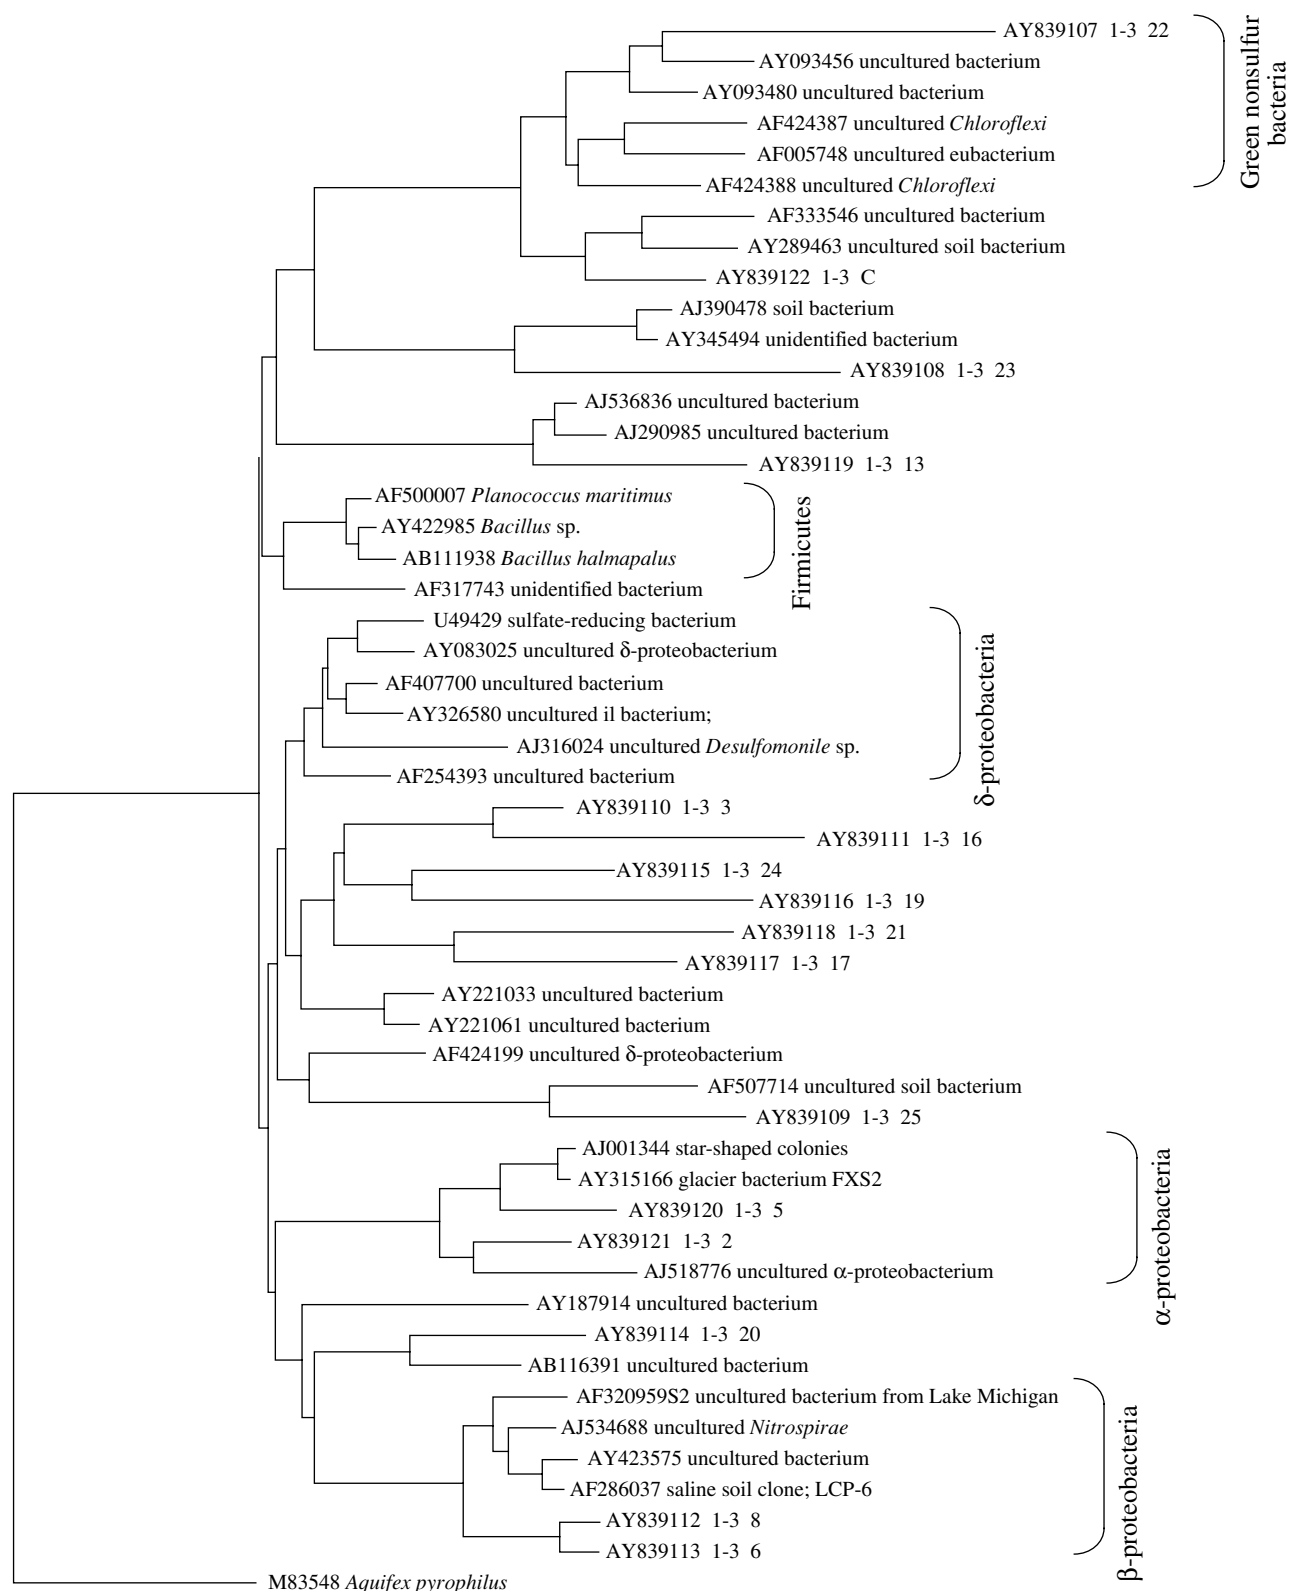 AY839107 1-3 22
AY093456 uncultured bacterium
AY093480 uncultured bacterium
AF424387 uncultured Chloroflexi
AF005748 uncultured eubacterium
AF424388 uncultured Chloroflexi
Green nonsulfur
bacteria
AF333546 uncultured bacterium
AY289463 uncultured soil bacterium
AY839122 1-3 C
AJ390478 soil bacterium
AY345494 unidentified bacterium
AY839108 1-3 23
AJ536836 uncultured bacterium
AJ290985 uncultured bacterium
AY839119 1-3 13
AF500007 Planococcus maritimus
AY422985 Bacillus sp.
AB111938 Bacillus halmapalus
Firmicutes
AF317743 unidentified bacterium
U49429 sulfate-reducing bacterium
AY083025 uncultured δ-proteobacterium
AF407700 uncultured bacterium
AY326580 uncultured il bacterium;
AJ316024 uncultured Desulfomonile sp.
AF254393 uncultured bacterium
δ-proteobacteria
AY839110 1-3 3
AY839111 1-3 16
AY839115 1-3 24
AY839116 1-3 19
AY839118 1-3 21
AY839117 1-3 17
AY221033 uncultured bacterium
AY221061 uncultured bacterium
AF424199 uncultured δ-proteobacterium
AF507714 uncultured soil bacterium
AY839109 1-3 25
AJ001344 star-shaped colonies
AY315166 glacier bacterium FXS2
AY839120 1-3 5
AY839121 1-3 2
AJ518776 uncultured α-proteobacterium
α-proteobacteria
AY187914 uncultured bacterium
AY839114 1-3 20
AB116391 uncultured bacterium
AF320959S2 uncultured bacterium from Lake Michigan
AJ534688 uncultured Nitrospirae
AY423575 uncultured bacterium
AF286037 saline soil clone; LCP-6
AY839112 1-3 8
AY839113 1-3 6
β-proteobacteria
M83548 Aquifex pyrophilus